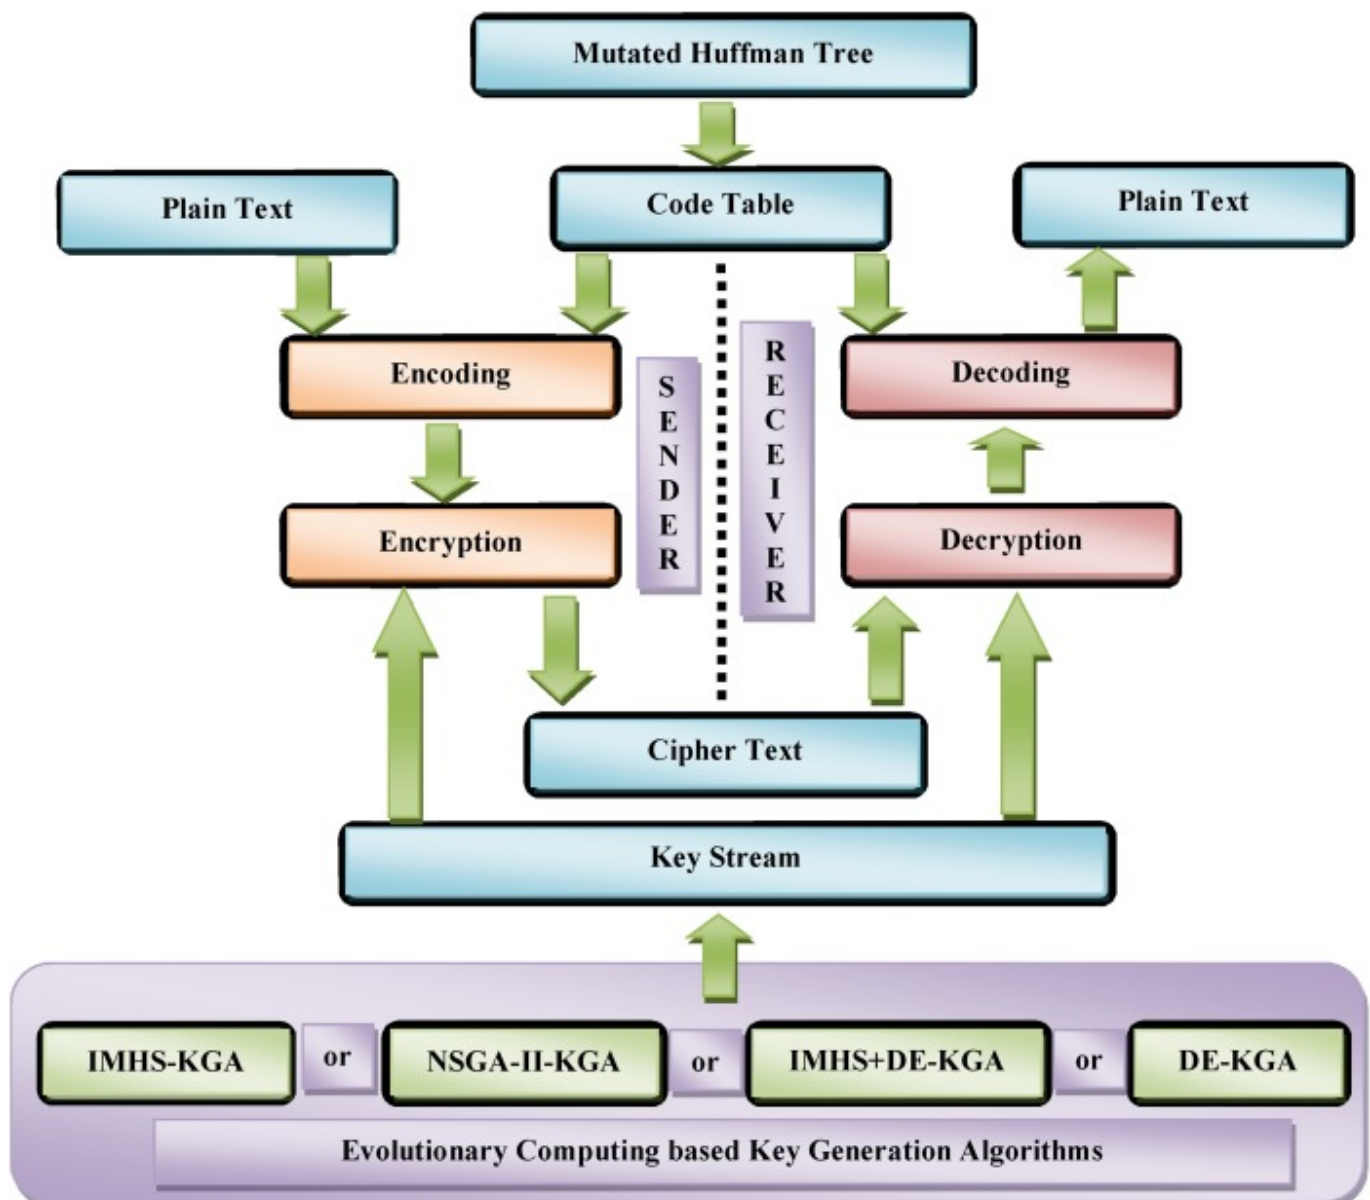 Mutated Huffman Tree
Plain Text
Code Table
Plain Text
Encoding
SENDER
RECEIVER
Decoding
Encryption
Decryption
Cipher Text
Key Stream
IMHS-KGA or NSGA-II-KGA or IMHS+DE-KGA or DE-KGA
Evolutionary Computing based Key Generation Algorithms